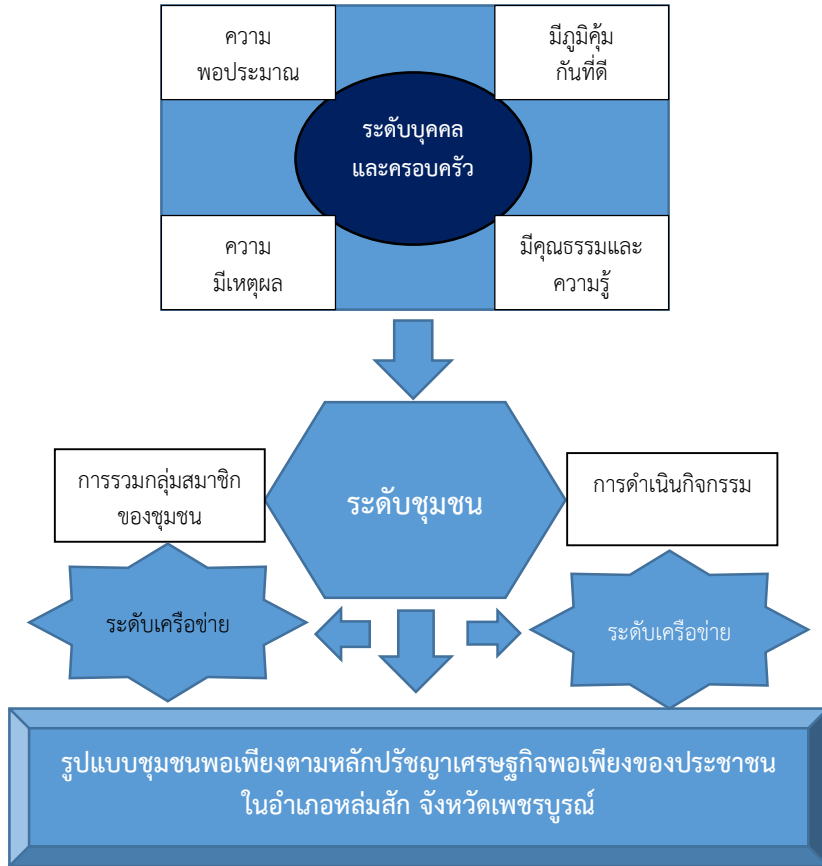 ความ
พอประมาณ
มีภูมิคุ้ม
กันที่ดี
ระดับบุคคล
และครอบครัว
ความ
มีเหตุผล
มีคุณธรรมและ
ความรู้
การรวมกลุ่มสมาชิก
ของชุมชน
ระดับชุมชน
การดำเนินกิจกรรม
ระดับเครือข่าย
ระดับเครือข่าย
รูปแบบชุมชนพอเพียงตามหลักปรัชญาเศรษฐกิจพอเพียงของประชาชน
ในอำเภอหล่มสัก จังหวัดเพชรบูรณ์